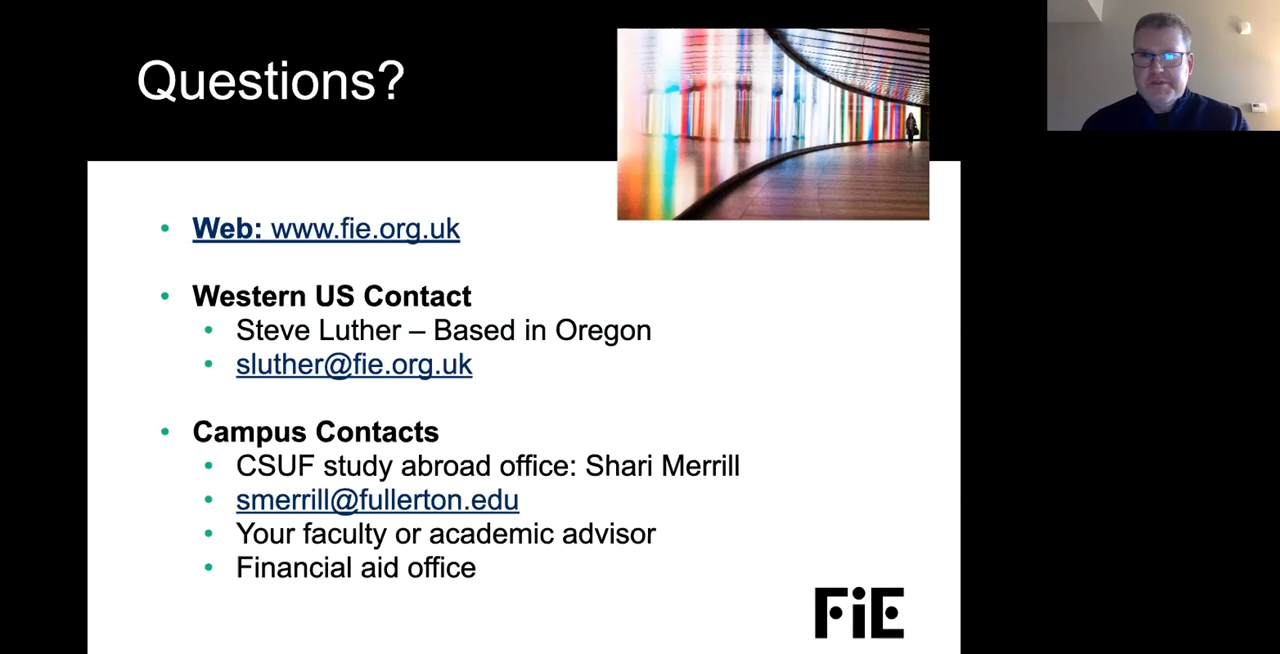 Questions?
Web: www.fie.org.uk
Western US Contact
Steve Luther – Based in Oregon
sluther@fie.org.uk
Campus Contacts
CSUF study abroad office: Shari Merrill
smerrill@fullerton.edu
Your faculty or academic advisor
Financial aid office
FiE